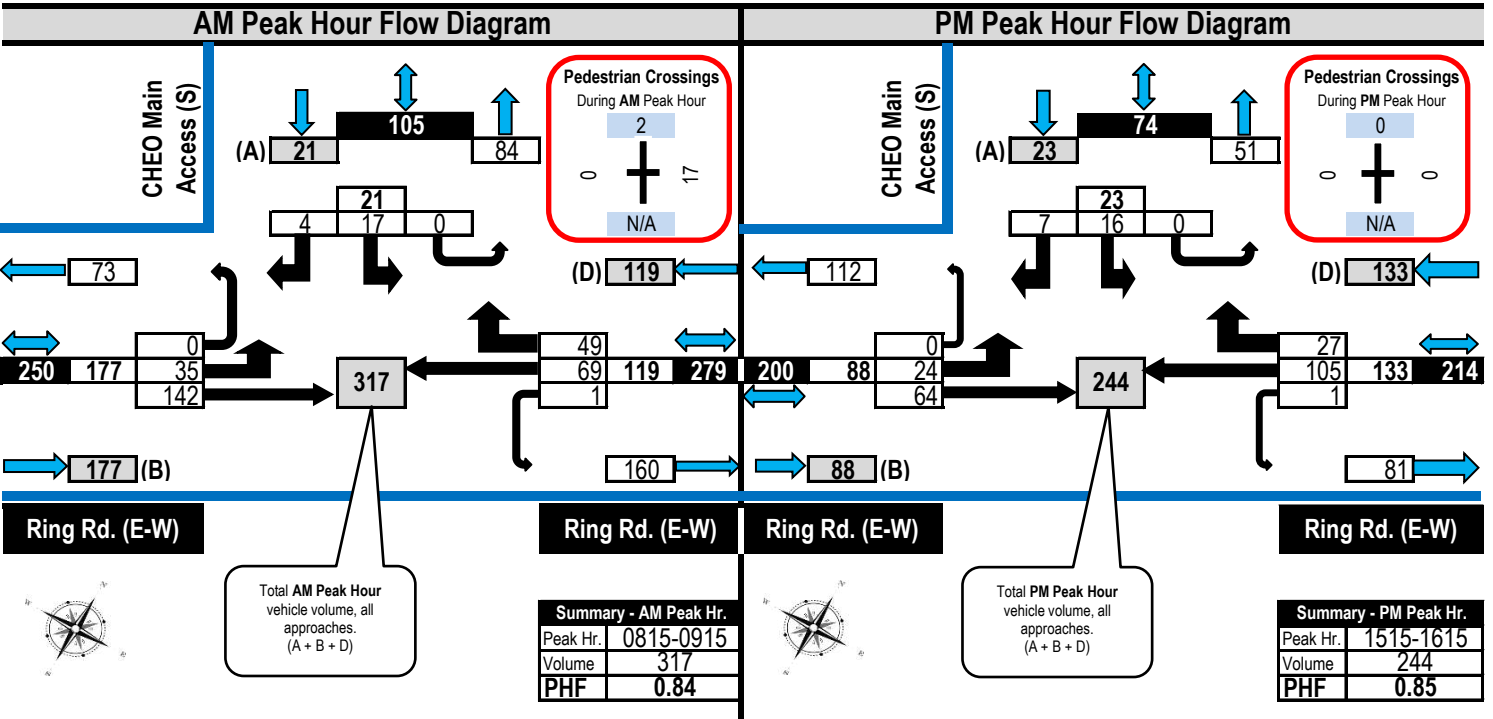 AM Peak Hour Flow Diagram
CHEO Main
Access (S)
105
(A) 21
84
21
4 17 0
Pedestrian Crossings
During AM Peak Hour
2
0 17
N/A
73
(D) 119
0
250 177 35
142
317
49
69 119 279
1
177 (B)
160
Ring Rd. (E-W)
Ring Rd. (E-W)
Total AM Peak Hour
vehicle volume, all
approaches.
(A + B + D)
Summary - AM Peak Hr.
Peak Hr. 0815-0915
Volume 317
PHF 0.84
PM Peak Hour Flow Diagram
CHEO Main
Access (S)
74
(A) 23
51
23
7 16 0
Pedestrian Crossings
During PM Peak Hour
0
0 0
N/A
112
(D) 133
0
200 88 24
64
244
27
105 133 214
1
88 (B)
81
Ring Rd. (E-W)
Ring Rd. (E-W)
Total PM Peak Hour
vehicle volume, all
approaches.
(A + B + D)
Summary - PM Peak Hr.
Peak Hr. 1515-1615
Volume 244
PHF 0.85